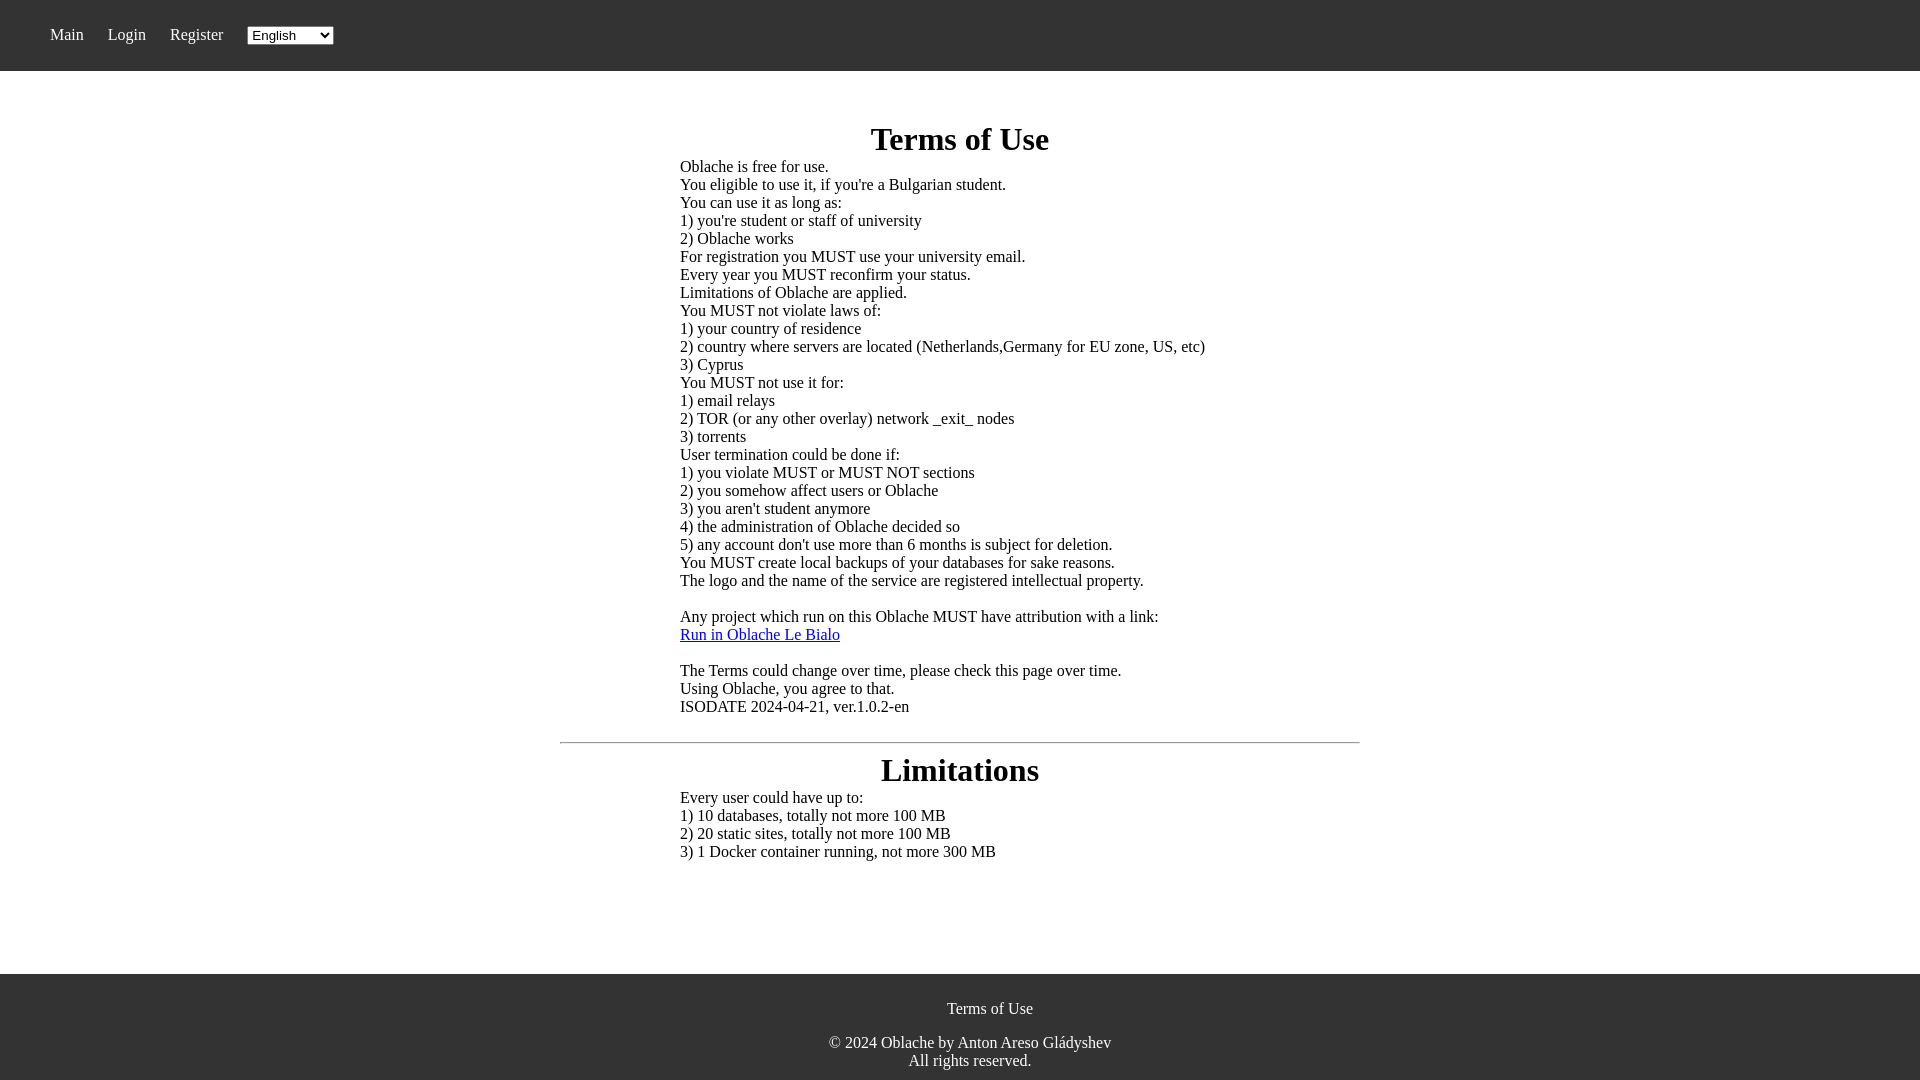 Main Login Register English
Terms of Use
Oblache is free for use.
You eligible to use it, if you're a Bulgarian student.
You can use it as long as:
1) you're student or staff of university
2) Oblache works
For registration you MUST use your university email.
Every year you MUST reconfirm your status.
Limitations of Oblache are applied.
You MUST not violate laws of:
1) your country of residence
2) country where servers are located (Netherlands,Germany for EU zone, US, etc)
3) Cyprus
You MUST not use it for:
1) email relays
2) TOR (or any other overlay) network _exit_ nodes
3) torrents
User termination could be done if:
1) you violate MUST or MUST NOT sections
2) you somehow affect users or Oblache
3) you aren't student anymore
4) the administration of Oblache decided so
5) any account don't use more than 6 months is subject for deletion.
You MUST create local backups of your databases for sake reasons.
The logo and the name of the service are registered intellectual property.
Any project which run on this Oblache MUST have attribution with a link:
Run in Oblache Le Bialo
The Terms could change over time, please check this page over time.
Using Oblache, you agree to that.
ISODATE 2024-04-21, ver.1.0.2-en
Limitations
Every user could have up to:
1) 10 databases, totally not more 100 MB
2) 20 static sites, totally not more 100 MB
3) 1 Docker container running, not more 300 MB
Terms of Use
© 2024 Oblache by Anton Areso Gládyshev
All rights reserved.